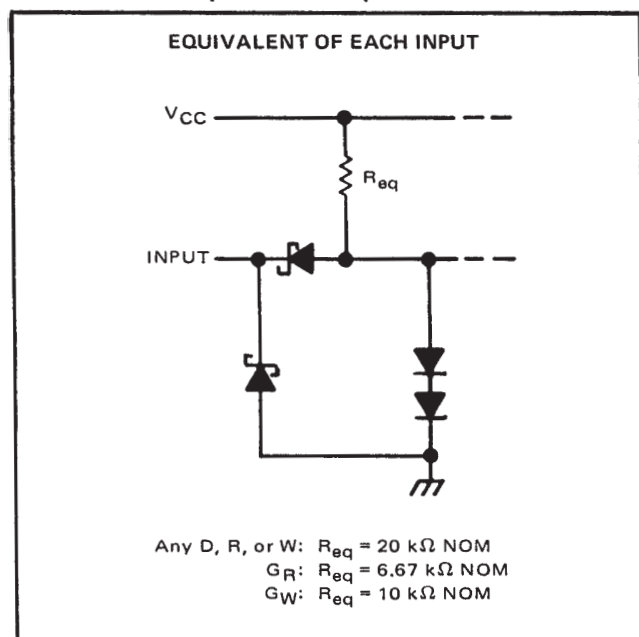 EQUIVALENT OF EACH INPUT
VCC
Req
INPUT
Any D, R, or W: Req = 20 kΩ NOM
GR: Req = 6.67 kΩ NOM
GW: Req = 10 kΩ NOM